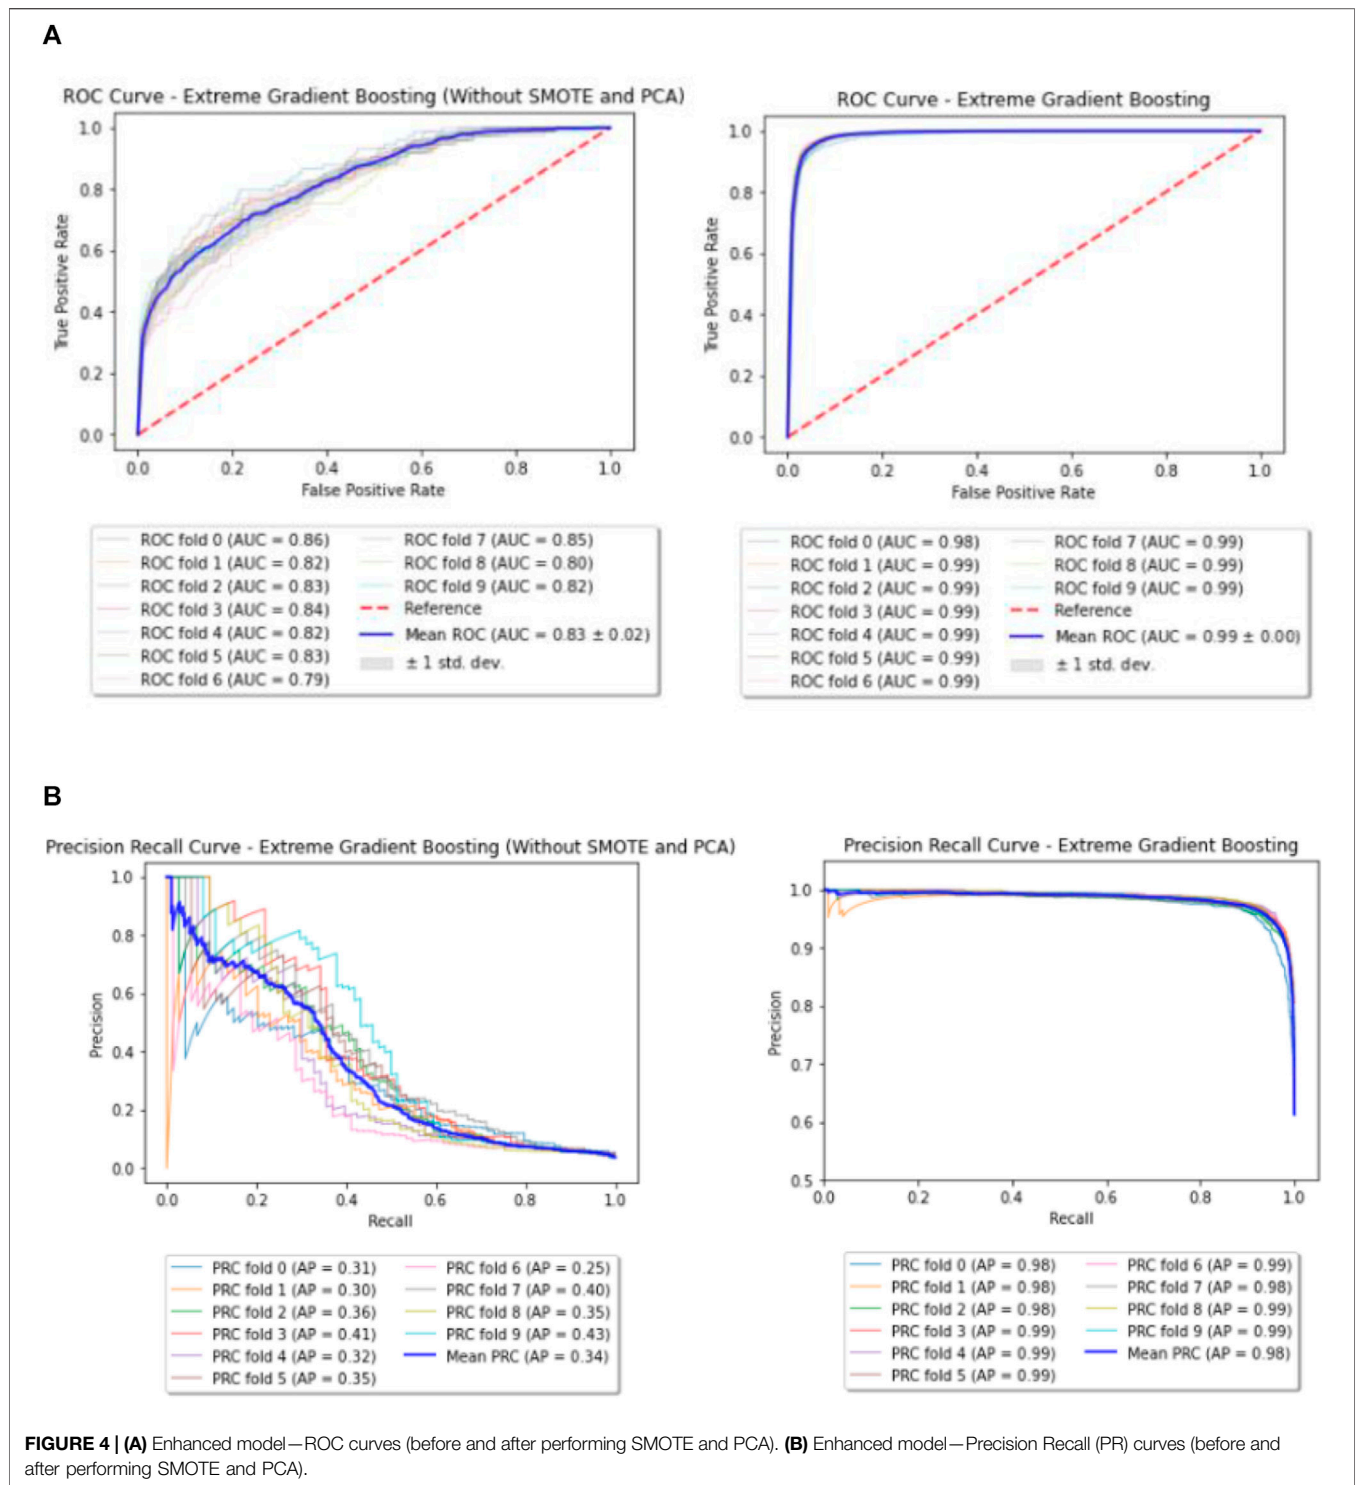 A
ROC Curve - Extreme Gradient Boosting (Without SMOTE and PCA)
1.0
0.8
0.6
0.4
0.2
0.0
True Positive Rate
0.0 0.2 0.4 0.6 0.8 1.0
False Positive Rate
ROC fold 0 (AUC = 0.86)
ROC fold 1 (AUC = 0.82)
ROC fold 2 (AUC = 0.83)
ROC fold 3 (AUC = 0.84)
ROC fold 4 (AUC = 0.82)
ROC fold 5 (AUC = 0.83)
ROC fold 6 (AUC = 0.79)
ROC fold 7 (AUC = 0.85)
ROC fold 8 (AUC = 0.80)
ROC fold 9 (AUC = 0.82)
Reference
Mean ROC (AUC = 0.83 ± 0.02)
± 1 std. dev.
ROC Curve - Extreme Gradient Boosting
1.0
0.8
0.6
0.4
0.2
0.0
True Positive Rate
0.0 0.2 0.4 0.6 0.8 1.0
False Positive Rate
ROC fold 0 (AUC = 0.98)
ROC fold 1 (AUC = 0.99)
ROC fold 2 (AUC = 0.99)
ROC fold 3 (AUC = 0.99)
ROC fold 4 (AUC = 0.99)
ROC fold 5 (AUC = 0.99)
ROC fold 6 (AUC = 0.99)
ROC fold 7 (AUC = 0.99)
ROC fold 8 (AUC = 0.99)
ROC fold 9 (AUC = 0.99)
Reference
Mean ROC (AUC = 0.99 ± 0.00)
± 1 std. dev.
B
Precision Recall Curve - Extreme Gradient Boosting (Without SMOTE and PCA)
1.0
0.8
0.6
0.4
0.2
0.0
Precision
0.0 0.2 0.4 0.6 0.8 1.0
Recall
PRC fold 0 (AP = 0.31)
PRC fold 1 (AP = 0.30)
PRC fold 2 (AP = 0.36)
PRC fold 3 (AP = 0.41)
PRC fold 4 (AP = 0.32)
PRC fold 5 (AP = 0.35)
PRC fold 6 (AP = 0.25)
PRC fold 7 (AP = 0.40)
PRC fold 8 (AP = 0.35)
PRC fold 9 (AP = 0.43)
Mean PRC (AP = 0.34)
Precision Recall Curve - Extreme Gradient Boosting
1.0
0.9
0.8
0.7
0.6
0.5
Precision
0.0 0.2 0.4 0.6 0.8 1.0
Recall
PRC fold 0 (AP = 0.98)
PRC fold 1 (AP = 0.98)
PRC fold 2 (AP = 0.98)
PRC fold 3 (AP = 0.99)
PRC fold 4 (AP = 0.99)
PRC fold 5 (AP = 0.99)
PRC fold 6 (AP = 0.99)
PRC fold 7 (AP = 0.98)
PRC fold 8 (AP = 0.99)
PRC fold 9 (AP = 0.99)
Mean PRC (AP = 0.98)
FIGURE 4 | (A) Enhanced model—ROC curves (before and after performing SMOTE and PCA). (B) Enhanced model—Precision Recall (PR) curves (before and
after performing SMOTE and PCA).